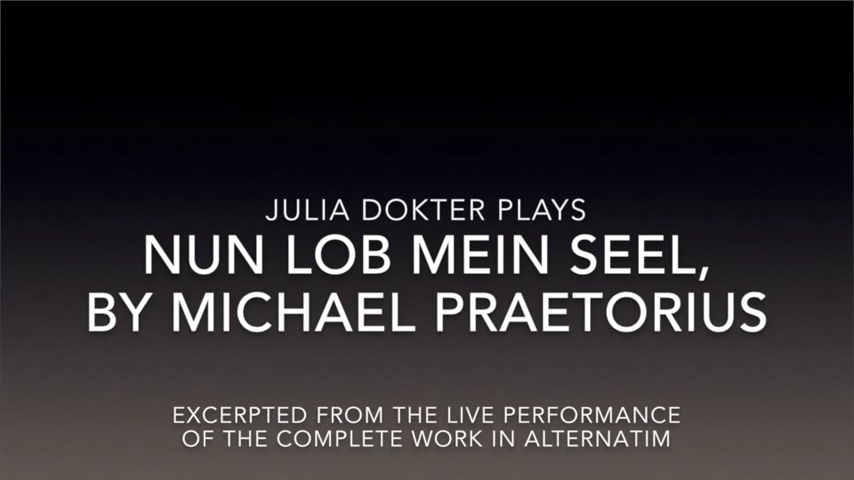 JULIA DOKTER PLAYS
NUN LOB MEIN SEEL,
BY MICHAEL PRAETORIUS
EXCERPTED FROM THE LIVE PERFORMANCE
OF THE COMPLETE WORK IN ALTERNATIM